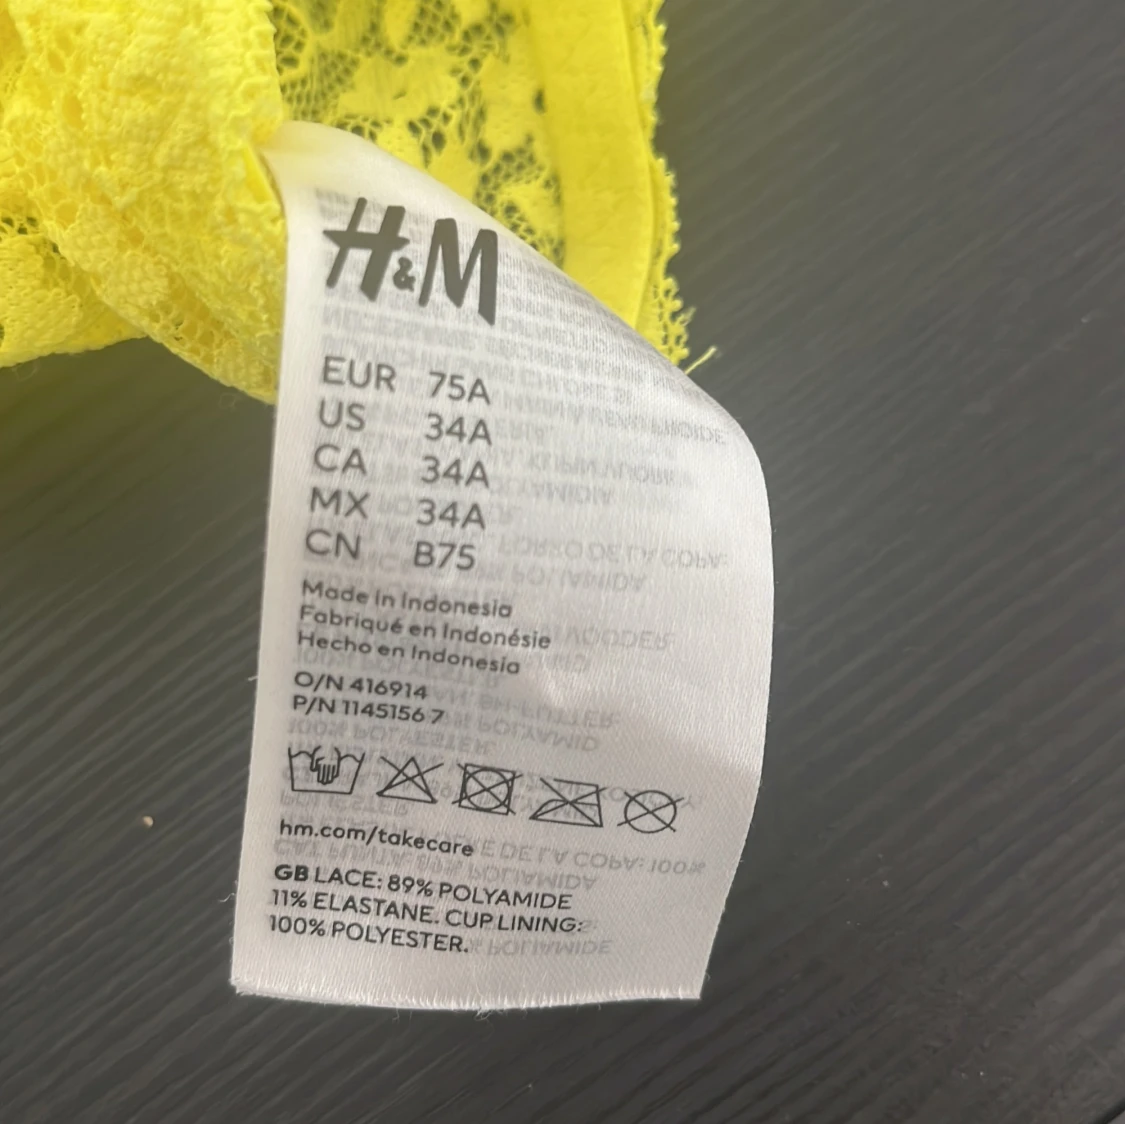 H&M
EUR 75A
US 34A
CA 34A
MX 34A
CN B75
Made in Indonesia
Fabriqué en Indonésie
Hecho en Indonesia
O/N 416914
P/N 1145156 7
hm.com/takecare
GB LACE: 89% POLYAMIDE
11% ELASTANE. CUP LINING:
100% POLYESTER.